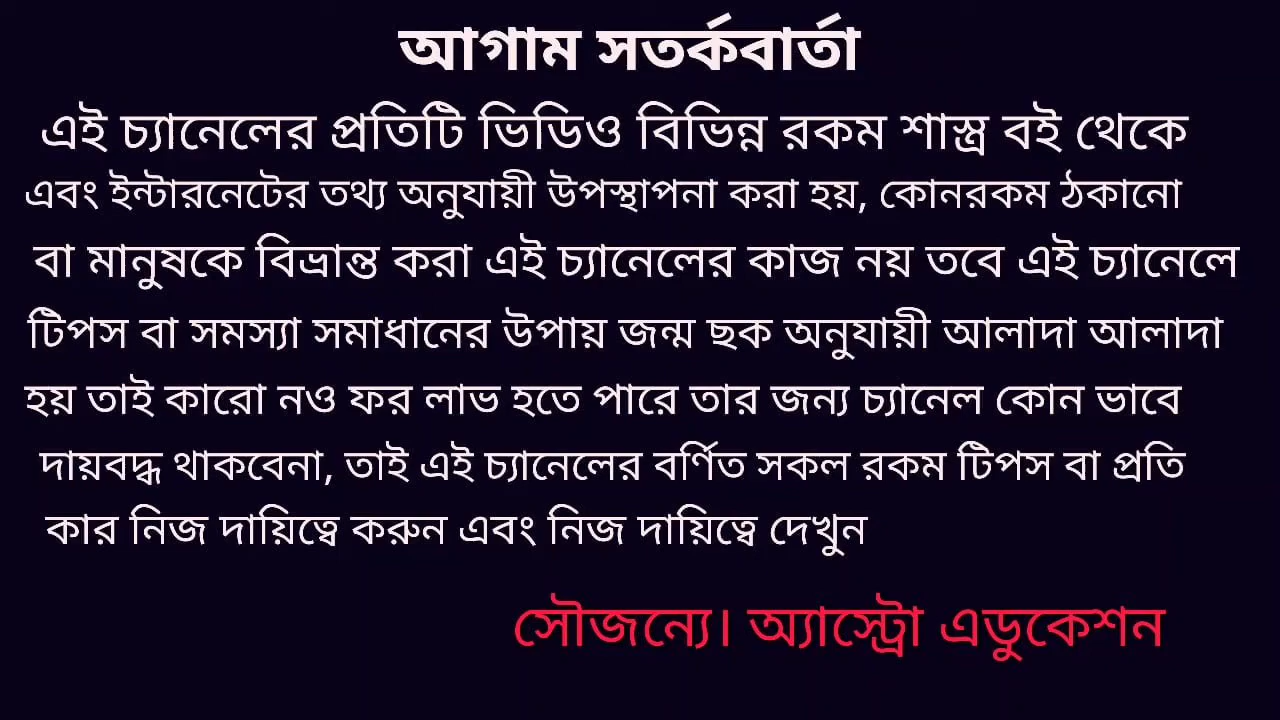 আগাম সতর্কবার্তা
এই চ্যানেলের প্রতিটি ভিডিও বিভিন্ন রকম শাস্ত্র বই থেকে
এবং ইন্টারনেটের তথ্য অনুযায়ী উপস্থাপনা করা হয়, কোনরকম ঠকানো
বা মানুষকে বিভ্রান্ত করা এই চ্যানেলের কাজ নয় তবে এই চ্যানেলে
টিপস বা সমস্যা সমাধানের উপায় জন্ম ছক অনুযায়ী আলাদা আলাদা
হয় তাই কারো নও ফর লাভ হতে পারে তার জন্য চ্যানেল কোন ভাবে
দায়বদ্ধ থাকবেনা, তাই এই চ্যানেলের বর্ণিত সকল রকম টিপস বা প্রতি
কার নিজ দায়িত্বে করুন এবং নিজ দায়িত্বে দেখুন
সৌজন্যে। অ্যাস্ট্রো এডুকেশন